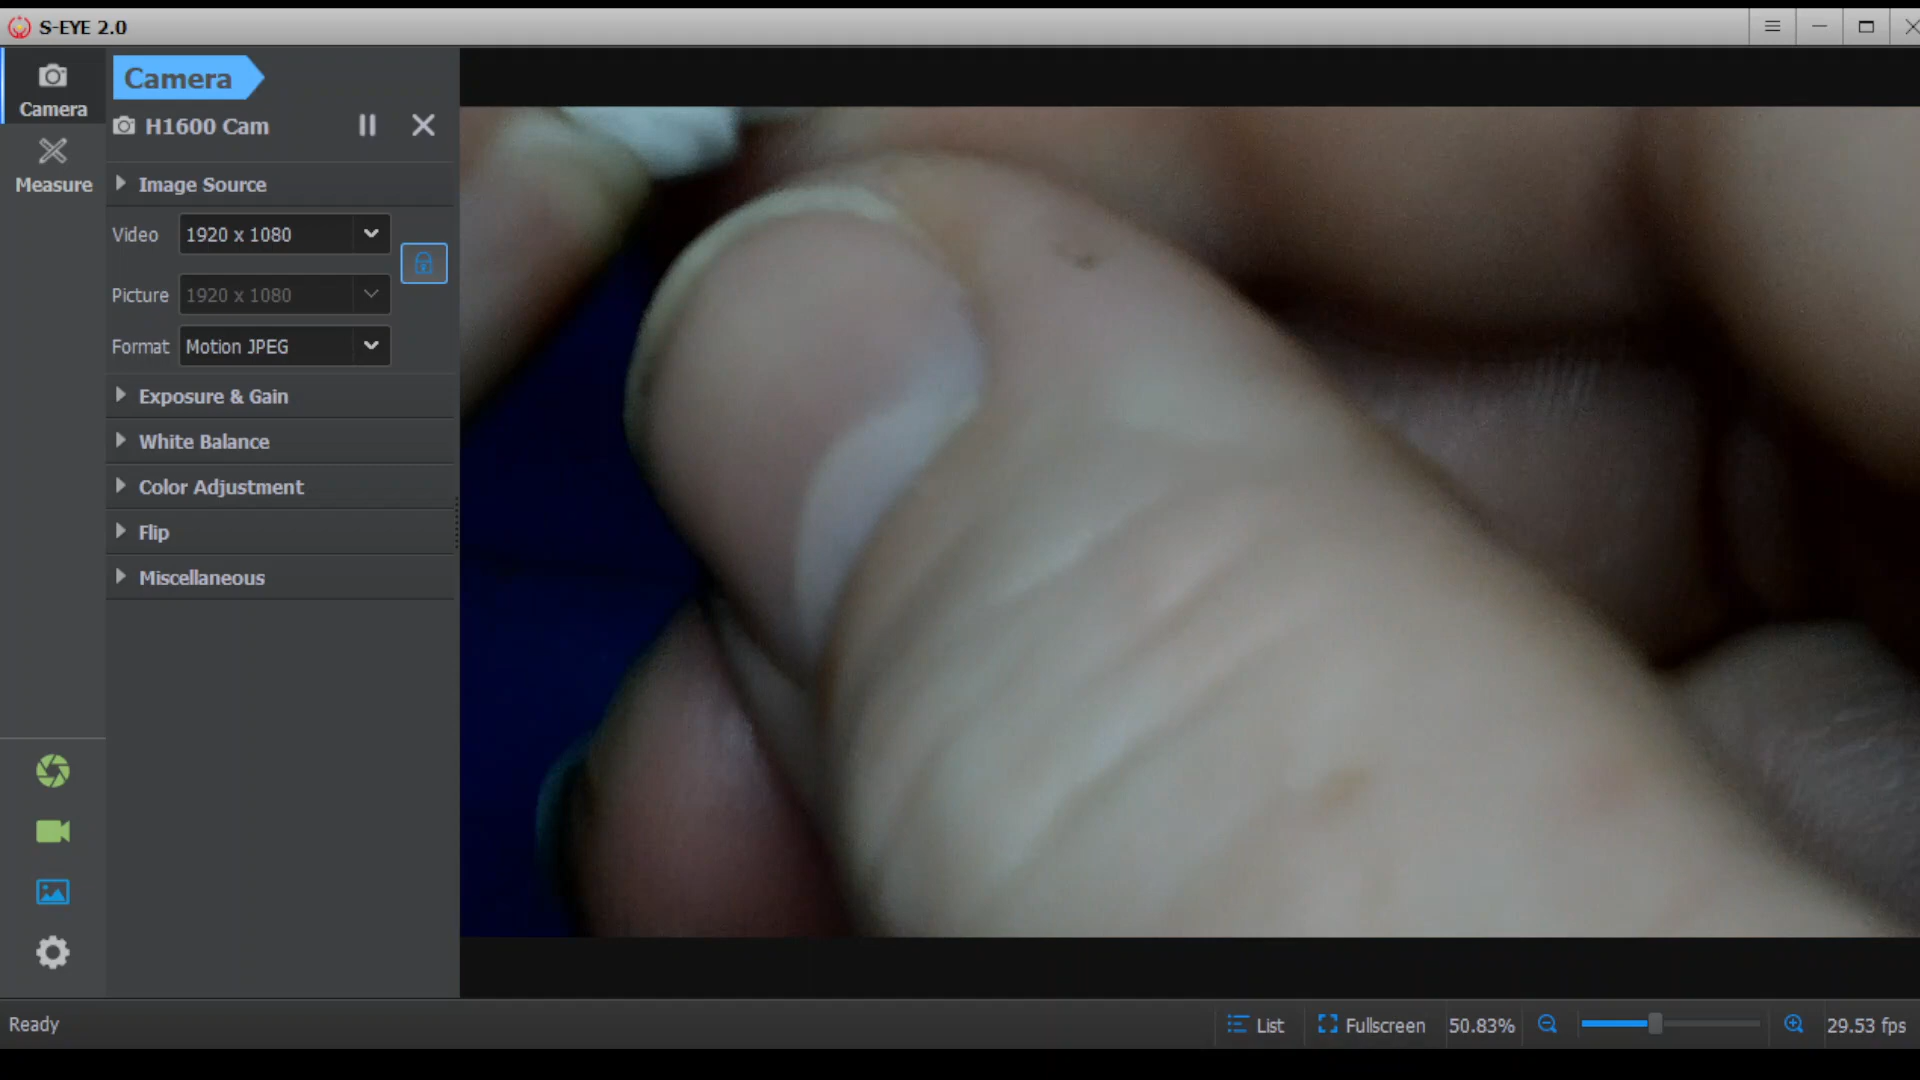 S-EYE 2.0
Camera
Measure
Camera
H1600 Cam
Image Source
Video
1920 x 1080
Picture
1920 x 1080
Format
Motion JPEG
Exposure & Gain
White Balance
Color Adjustment
Flip
Miscellaneous
Ready
List
Fullscreen
50.83%
29.53 fps